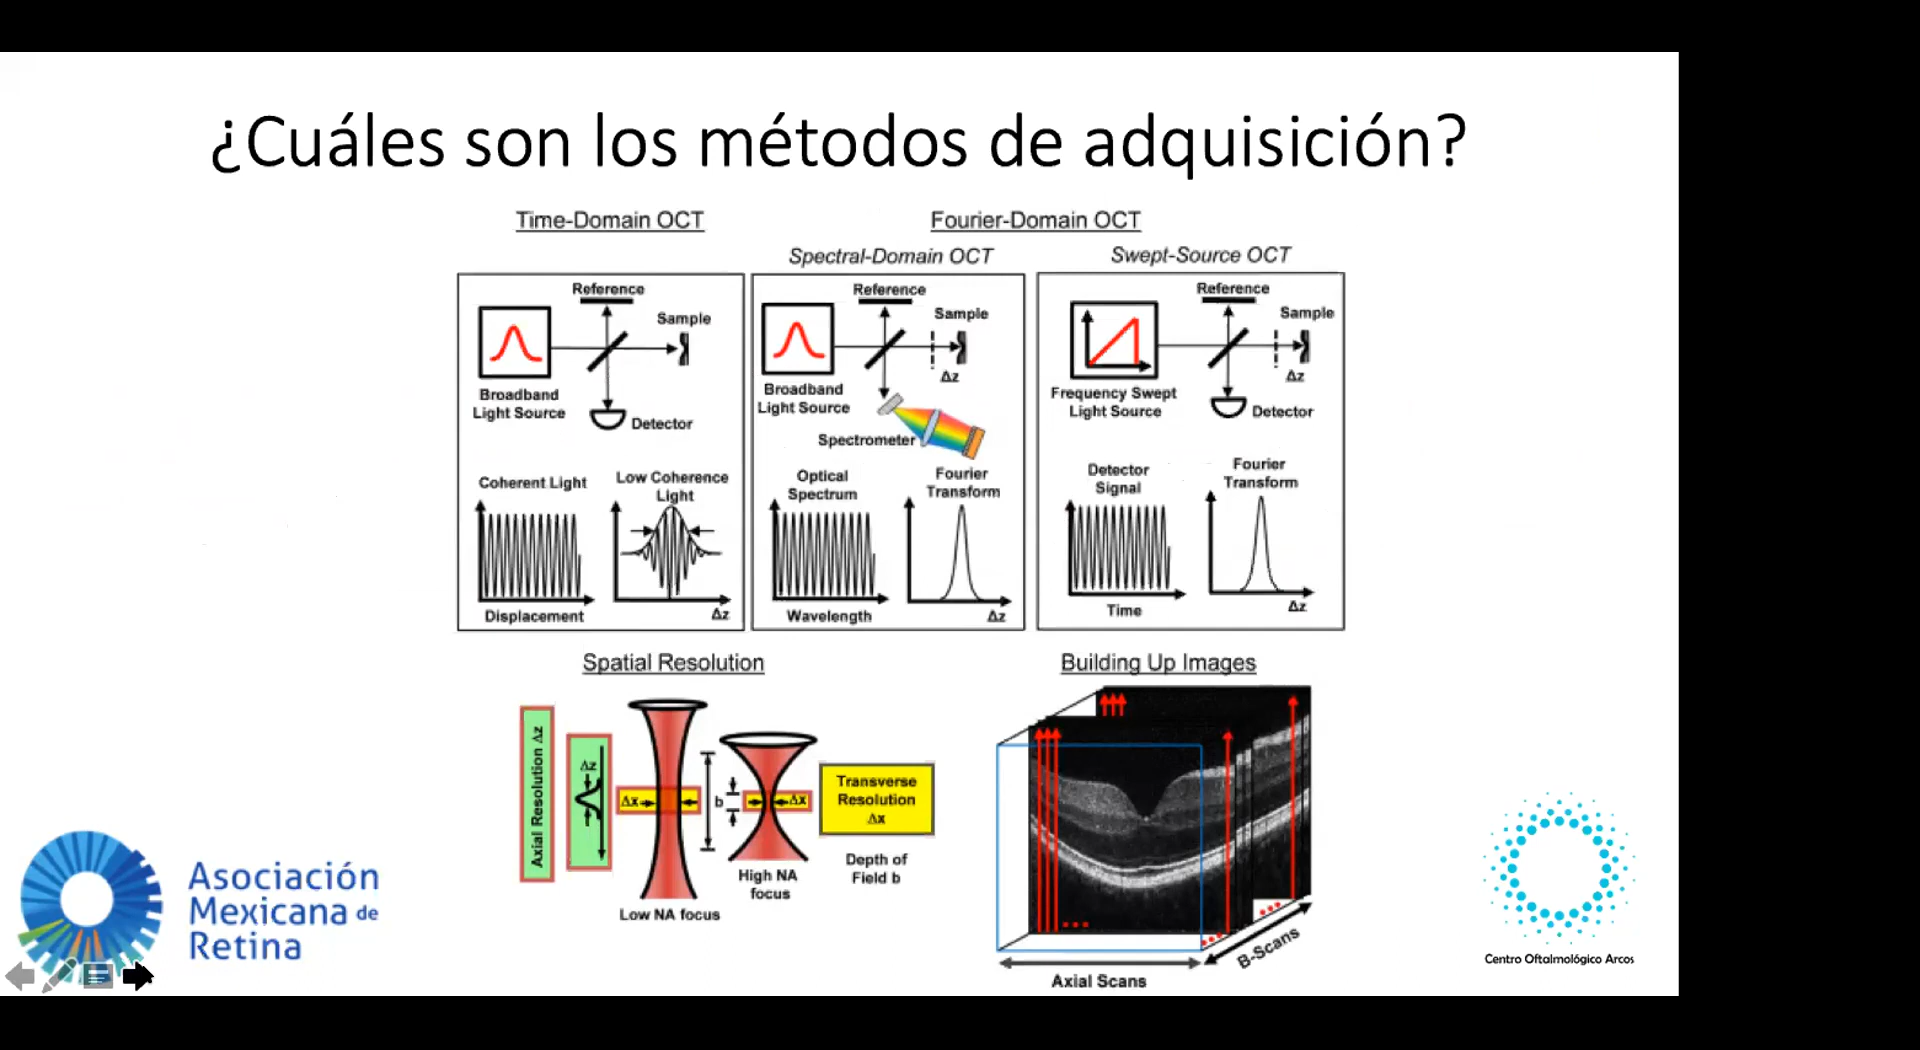 ¿Cuáles son los métodos de adquisición?
Time-Domain OCT
Fourier-Domain OCT
Spectral-Domain OCT
Swept-Source OCT
Reference
Sample
Broadband
Light Source
Detector
Coherent Light
Low Coherence
Light
Displacement
Δz
Reference
Sample
Δz
Broadband
Light Source
Spectrometer
Optical
Spectrum
Fourier
Transform
Wavelength
Δz
Reference
Sample
Δz
Frequency Swept
Light Source
Detector
Detector
Signal
Fourier
Transform
Time
Δz
Spatial Resolution
Axial Resolution Δz
Δz
Δx
b
Δx
Transverse
Resolution
Δx
Low NA focus
High NA
focus
Depth of
Field b
Building Up Images
Axial Scans
B-Scans
Asociación
Mexicana de
Retina
Centro Oftalmológico Arcos